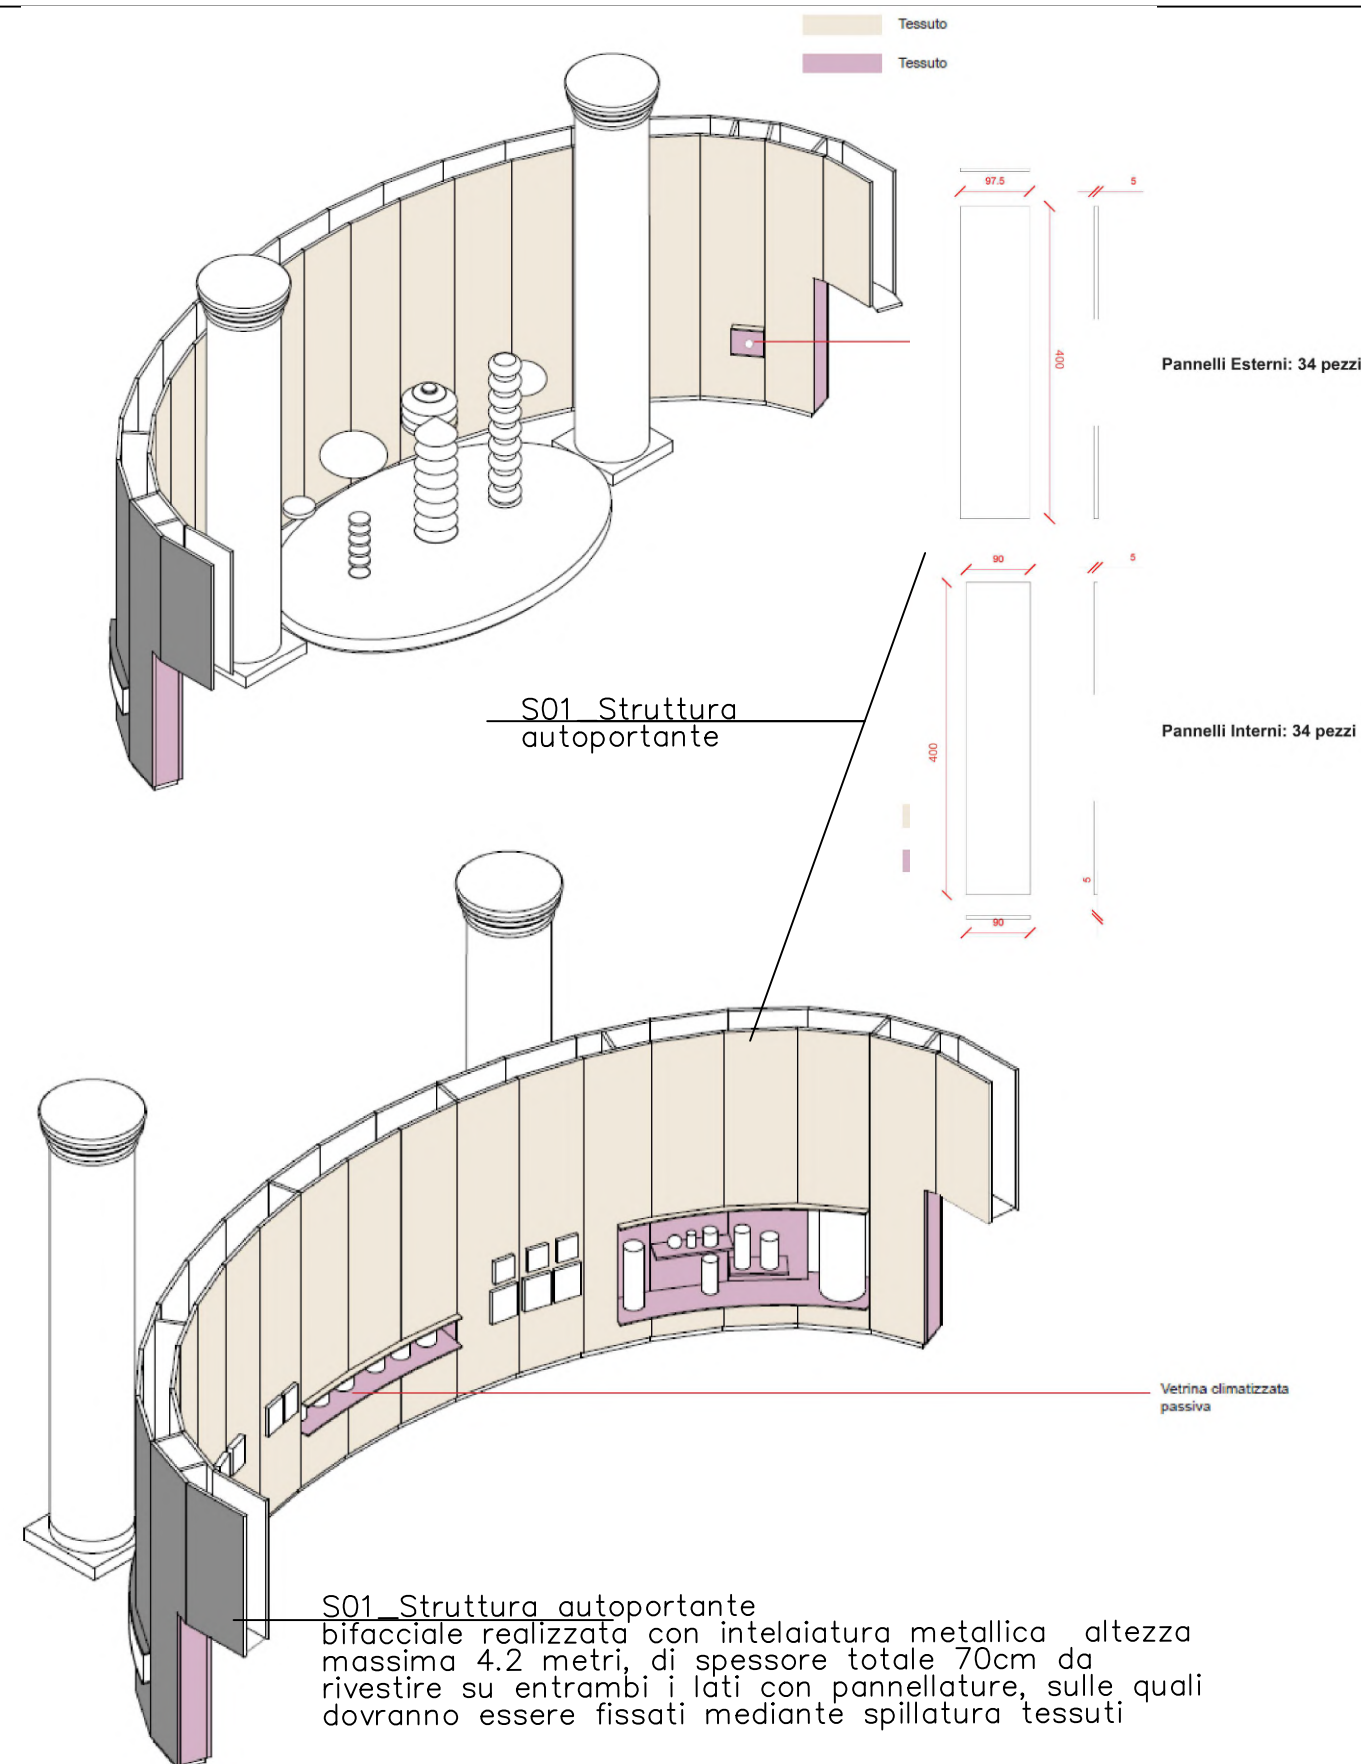 Tessuto
Tessuto
97.5
5
400
Pannelli Esterni: 34 pezzi
90
5
S01_Struttura
autoportante
400
Pannelli Interni: 34 pezzi
5
90
Vetrina climatizzata
passiva
S01_Struttura autoportante
bifacciale realizzata con intelaiatura metallica altezza
massima 4.2 metri, di spessore totale 70cm da
rivestire su entrambi i lati con pannellature, sulle quali
dovranno essere fissati mediante spillatura tessuti